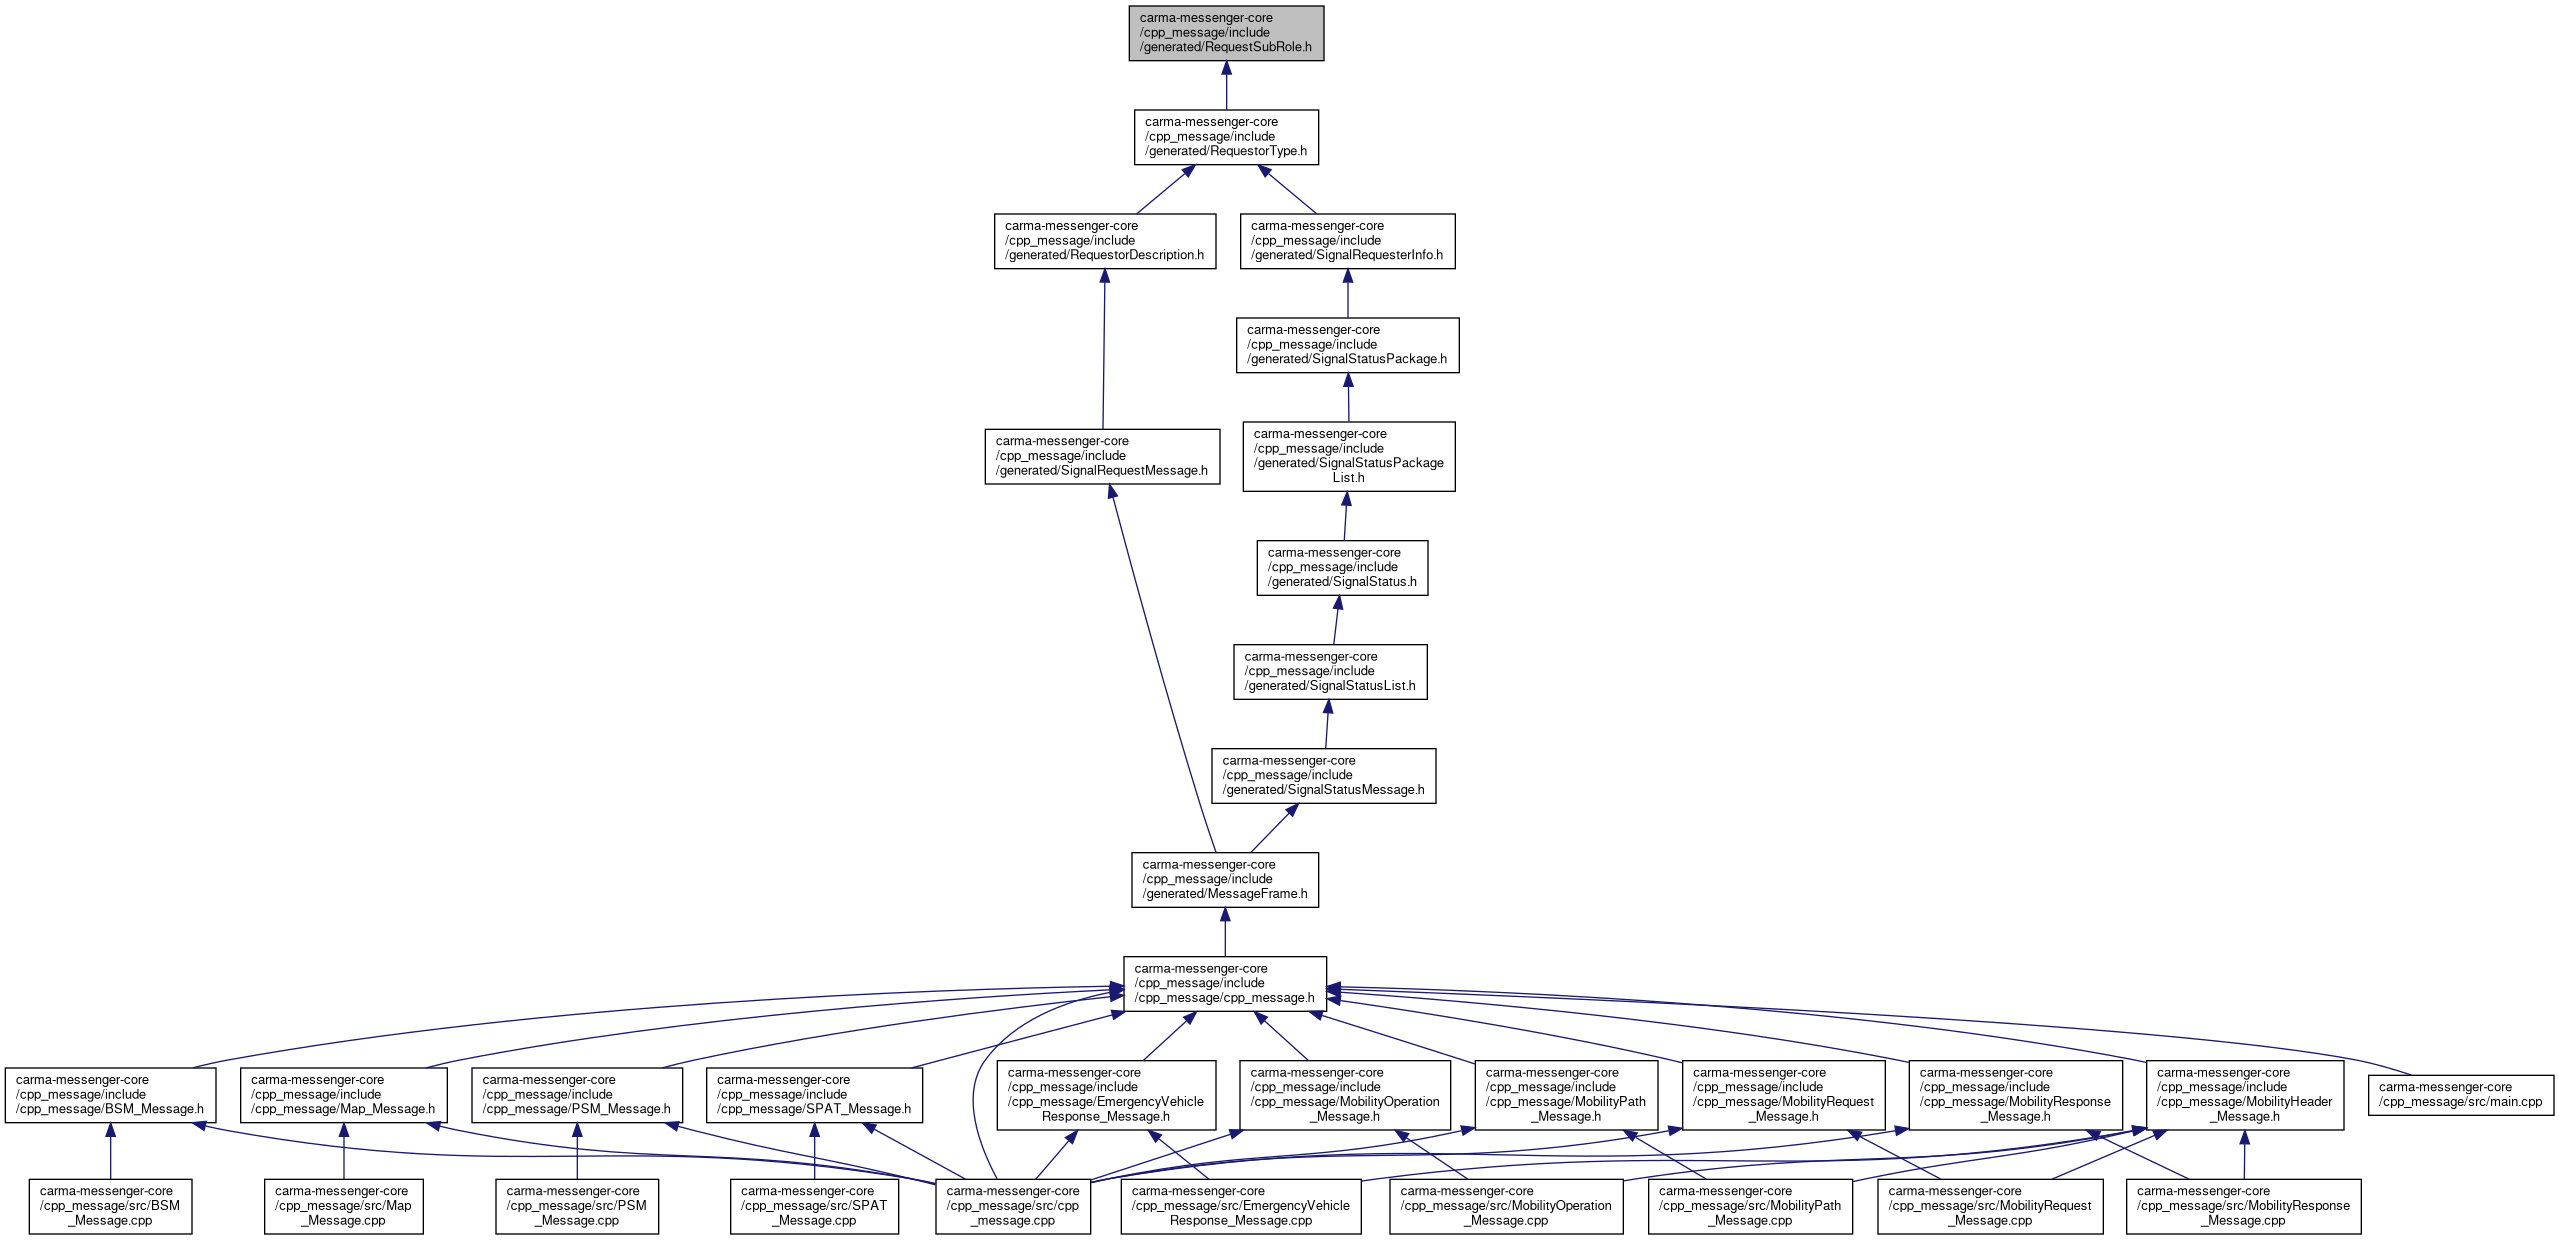 carma-messenger-core
/cpp_message/include
/generated/RequestSubRole.h
carma-messenger-core
/cpp_message/include
/generated/RequestorType.h
carma-messenger-core
/cpp_message/include
/generated/RequestorDescription.h
carma-messenger-core
/cpp_message/include
/generated/SignalRequesterInfo.h
carma-messenger-core
/cpp_message/include
/generated/SignalStatusPackage.h
carma-messenger-core
/cpp_message/include
/generated/SignalRequestMessage.h
carma-messenger-core
/cpp_message/include
/generated/SignalStatusPackage
List.h
carma-messenger-core
/cpp_message/include
/generated/SignalStatus.h
carma-messenger-core
/cpp_message/include
/generated/SignalStatusList.h
carma-messenger-core
/cpp_message/include
/generated/SignalStatusMessage.h
carma-messenger-core
/cpp_message/include
/generated/MessageFrame.h
carma-messenger-core
/cpp_message/include
/cpp_message/cpp_message.h
carma-messenger-core
/cpp_message/include
/cpp_message/BSM_Message.h
carma-messenger-core
/cpp_message/include
/cpp_message/Map_Message.h
carma-messenger-core
/cpp_message/include
/cpp_message/PSM_Message.h
carma-messenger-core
/cpp_message/include
/cpp_message/SPAT_Message.h
carma-messenger-core
/cpp_message/include
/cpp_message/EmergencyVehicle
Response_Message.h
carma-messenger-core
/cpp_message/include
/cpp_message/MobilityOperation
_Message.h
carma-messenger-core
/cpp_message/include
/cpp_message/MobilityPath
_Message.h
carma-messenger-core
/cpp_message/include
/cpp_message/MobilityRequest
_Message.h
carma-messenger-core
/cpp_message/include
/cpp_message/MobilityResponse
_Message.h
carma-messenger-core
/cpp_message/include
/cpp_message/MobilityHeader
_Message.h
carma-messenger-core
/cpp_message/src/main.cpp
carma-messenger-core
/cpp_message/src/BSM
_Message.cpp
carma-messenger-core
/cpp_message/src/Map
_Message.cpp
carma-messenger-core
/cpp_message/src/PSM
_Message.cpp
carma-messenger-core
/cpp_message/src/SPAT
_Message.cpp
carma-messenger-core
/cpp_message/src/cpp
_message.cpp
carma-messenger-core
/cpp_message/src/EmergencyVehicle
Response_Message.cpp
carma-messenger-core
/cpp_message/src/MobilityOperation
_Message.cpp
carma-messenger-core
/cpp_message/src/MobilityPath
_Message.cpp
carma-messenger-core
/cpp_message/src/MobilityRequest
_Message.cpp
carma-messenger-core
/cpp_message/src/MobilityResponse
_Message.cpp